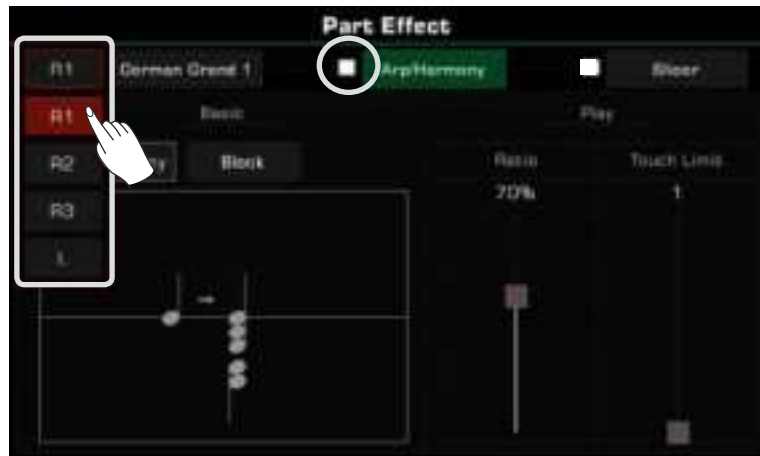 Part Effect
R1 German Grand 1 Arp/Harmony Slicer
R1 Basic Play
R2 Block Ratio Touch Limit
R3 70% 1
L